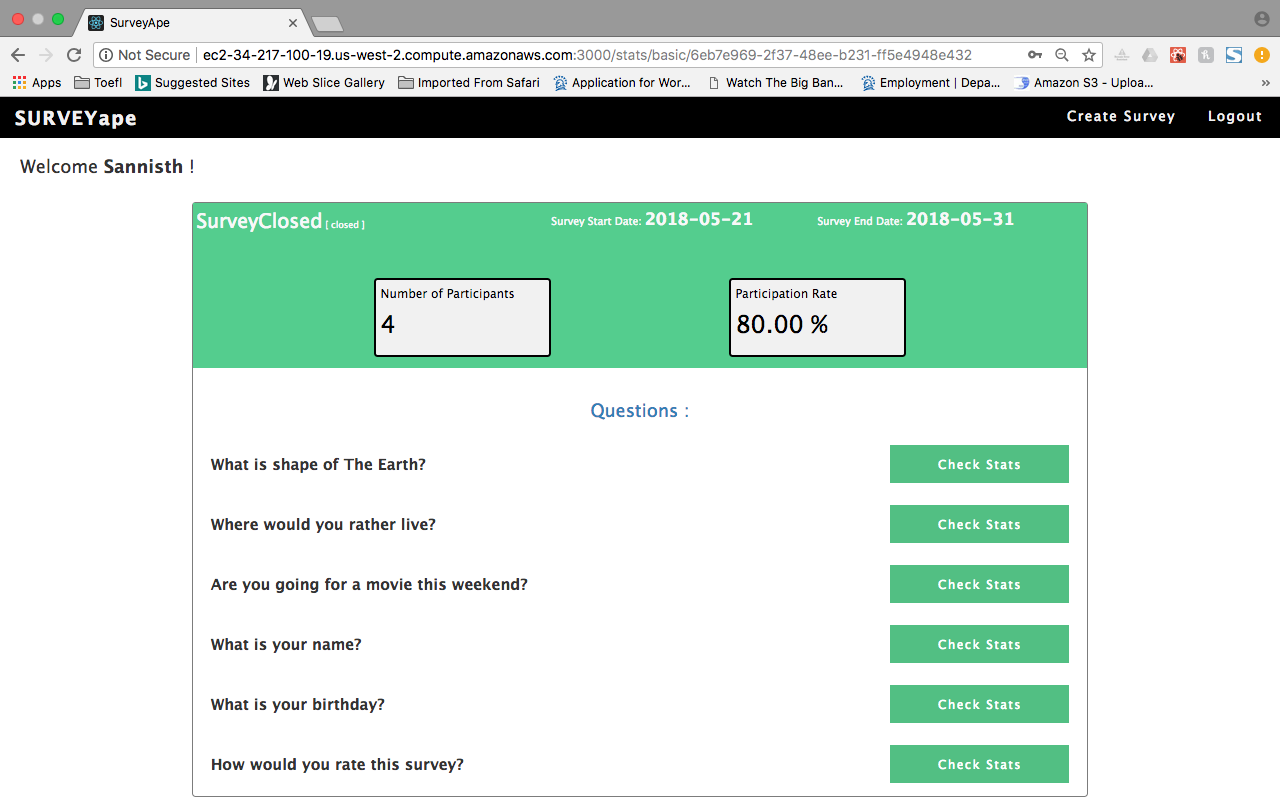 SurveyApe
Not Secure ec2-34-217-100-19.us-west-2.compute.amazonaws.com:3000/stats/basic/6eb7e969-2f37-48ee-b231-ff5e4948e432
Apps Toefl Suggested Sites Web Slice Gallery Imported From Safari Application for Wor... Watch The Big Ban... Employment | Depa... Amazon S3 - Uploa... »
SURVEYape Create Survey Logout
Welcome Sannisth !
SurveyClosed [ closed ] Survey Start Date: 2018-05-21 Survey End Date: 2018-05-31
Number of Participants Participation Rate
4 80.00 %
Questions :
What is shape of The Earth? Check Stats
Where would you rather live? Check Stats
Are you going for a movie this weekend? Check Stats
What is your name? Check Stats
What is your birthday? Check Stats
How would you rate this survey? Check Stats